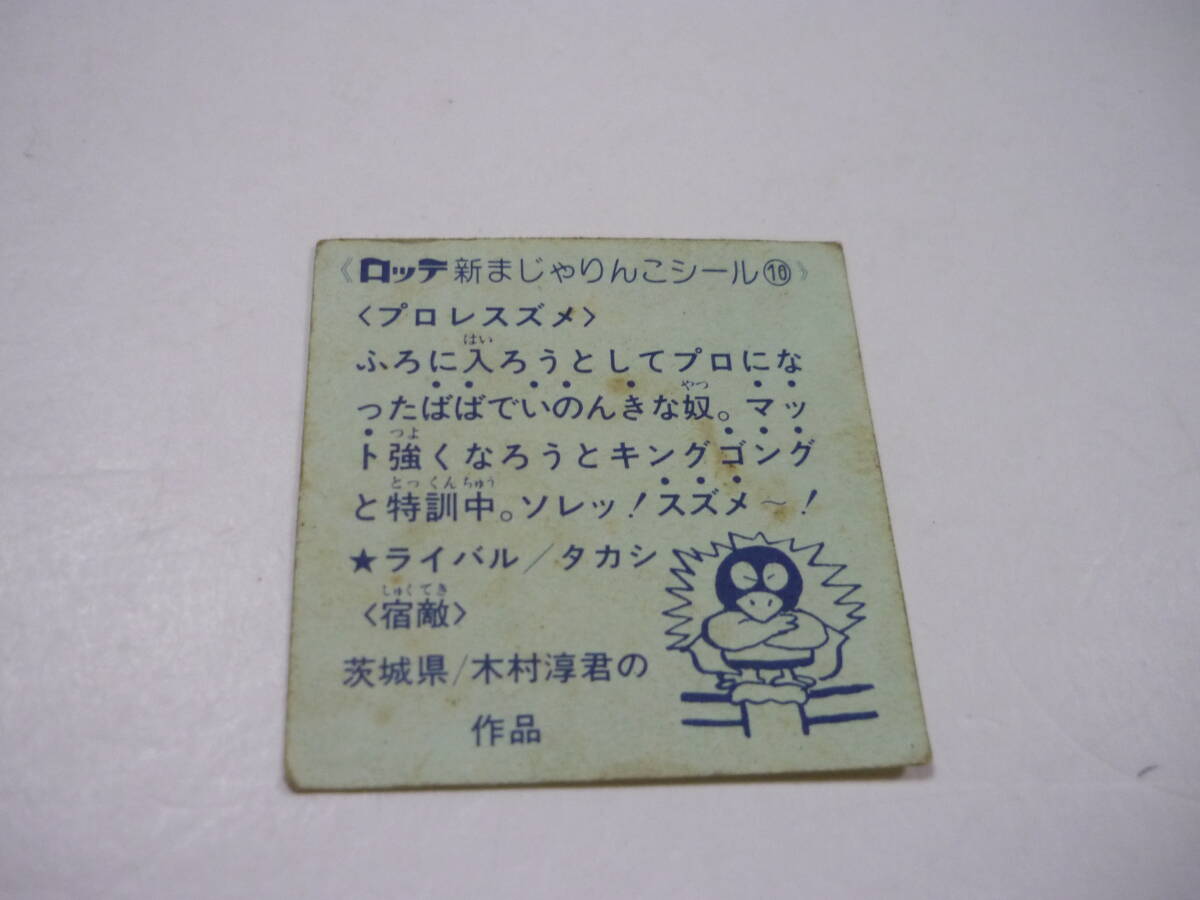 《ロッテ新まじゃりんこシール⑯》
〈プロレスズメ〉
ふろに入ろうとしてプロにな
ったばばでいのんきな奴。マッ
ト強くなろうとキングゴング
と特訓中。ソレッ!スズメ〜!
★ライバル/タカシ
〈宿敵〉
茨城県/木村淳君の
作品